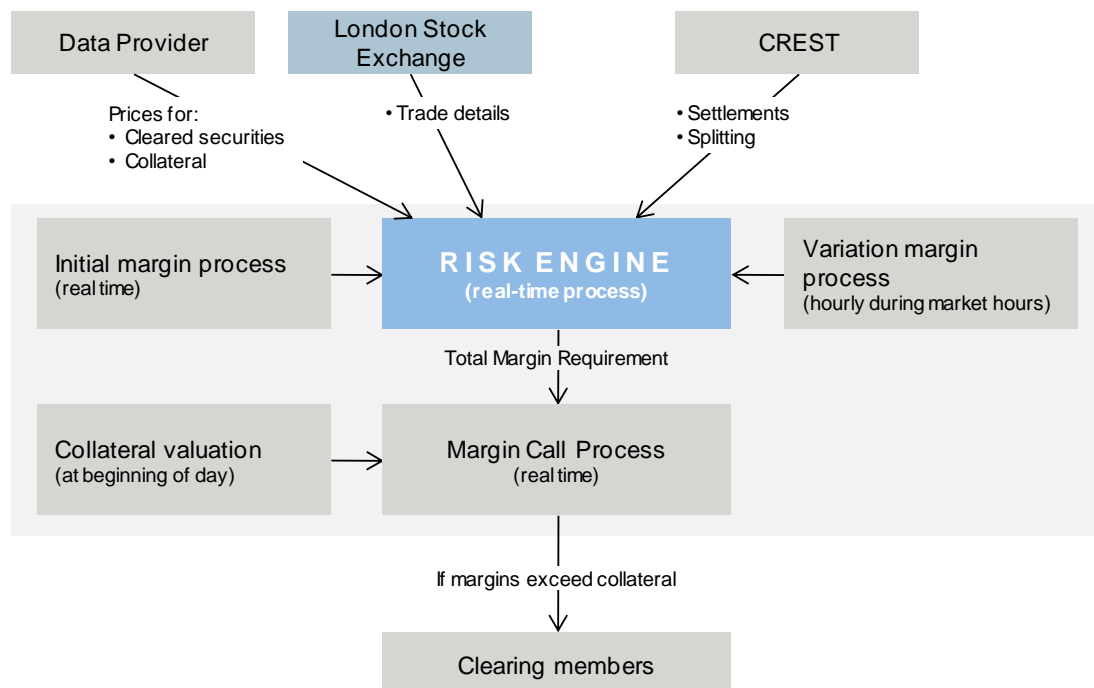 Data Provider
London Stock
Exchange
CREST
Prices for:
• Cleared securities
• Collateral
• Trade details
• Settlements
• Splitting
Initial margin process
(real time)
RISK ENGINE
(real-time process)
Variation margin
process
(hourly during market hours)
Total Margin Requirement
Collateral valuation
(at beginning of day)
Margin Call Process
(real time)
If margins exceed collateral
Clearing members